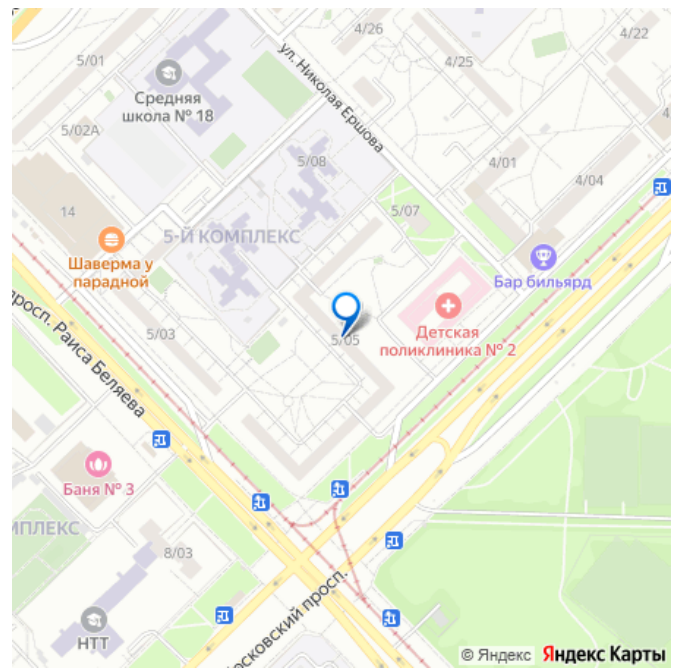 4/26
4/22
5/01
4/25
ул. Николая Ершова
Средняя
школа № 18
5/02А
5/08
4/01
4/04
14
5/07
5-Й КОМПЛЕКС
Шаверма у
парадной
Бар бильярд
просп. Раиса Беляева
5/03
5/05
Детская
поликлиника № 2
Баня № 3
МПЛЕКС
8/03
НТТ
Московский просп.
© Яндекс Яндекс Карты